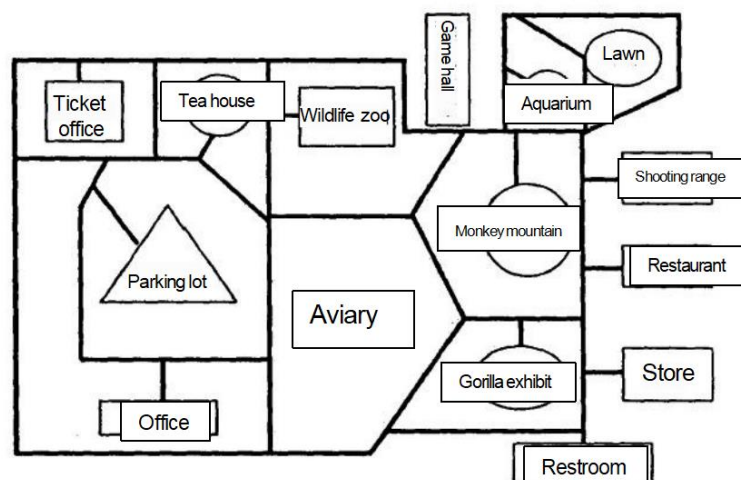 Game hall
Lawn
Ticket
office
Tea house
Wildlife zoo
Aquarium
Shooting range
Monkey mountain
Restaurant
Parking lot
Aviary
Gorilla exhibit
Store
Office
Restroom